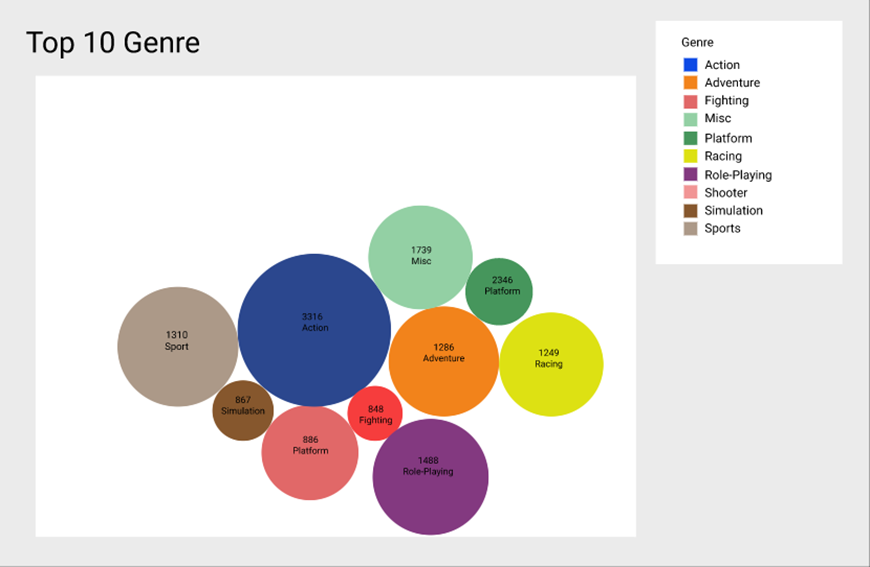 Top 10 Genre
Genre
Action
Adventure
Fighting
Misc
Platform
Racing
Role-Playing
Shooter
Simulation
Sports
1739
Misc
2346
Platform
3316
Action
1310
Sport
1286
Adventure
1249
Racing
867
Simulation
848
Fighting
886
Platform
1488
Role-Playing